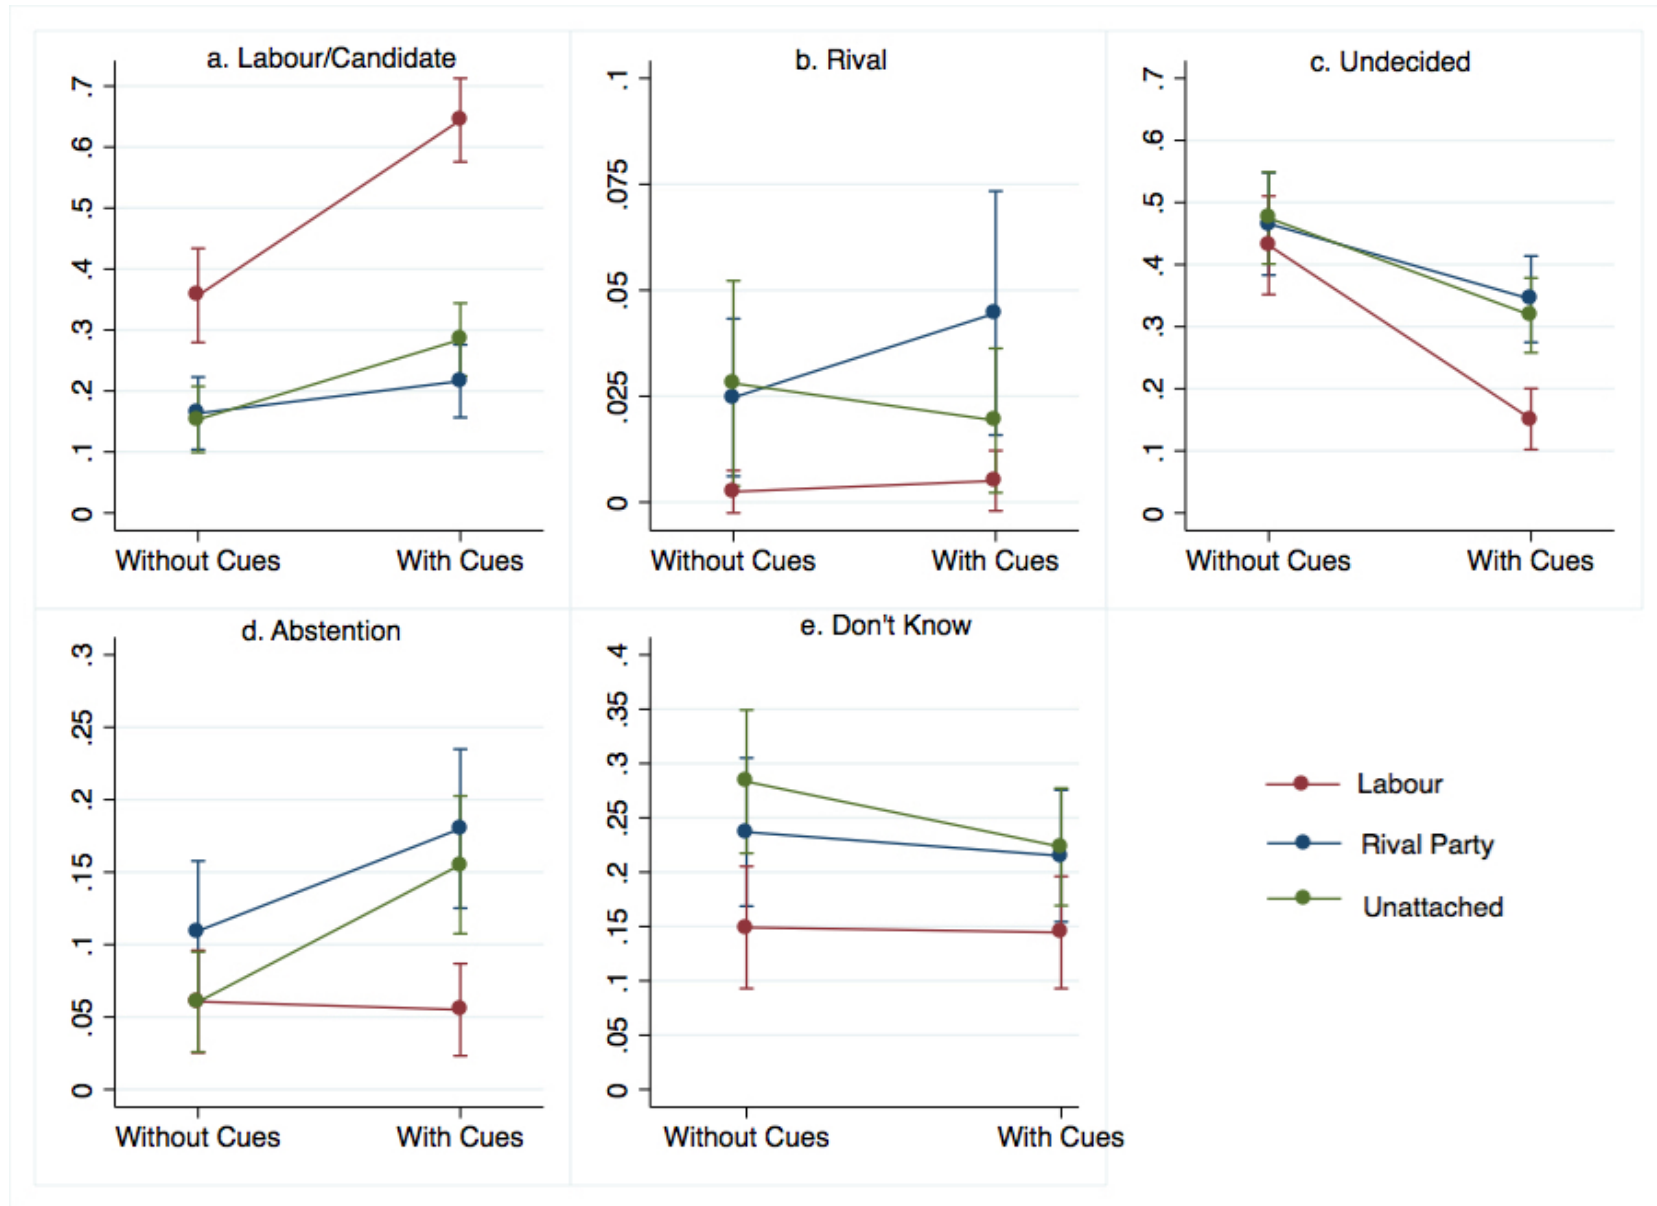 a. Labour/Candidate
.7
.6
.5
.4
.3
.2
.1
0
Without Cues With Cues
b. Rival
.1
.075
.05
.025
0
Without Cues With Cues
c. Undecided
.7
.6
.5
.4
.3
.2
.1
0
Without Cues With Cues
d. Abstention
.3
.25
.2
.15
.1
.05
0
Without Cues With Cues
e. Don't Know
.4
.35
.3
.25
.2
.15
.1
.05
0
Without Cues With Cues
Labour
Rival Party
Unattached